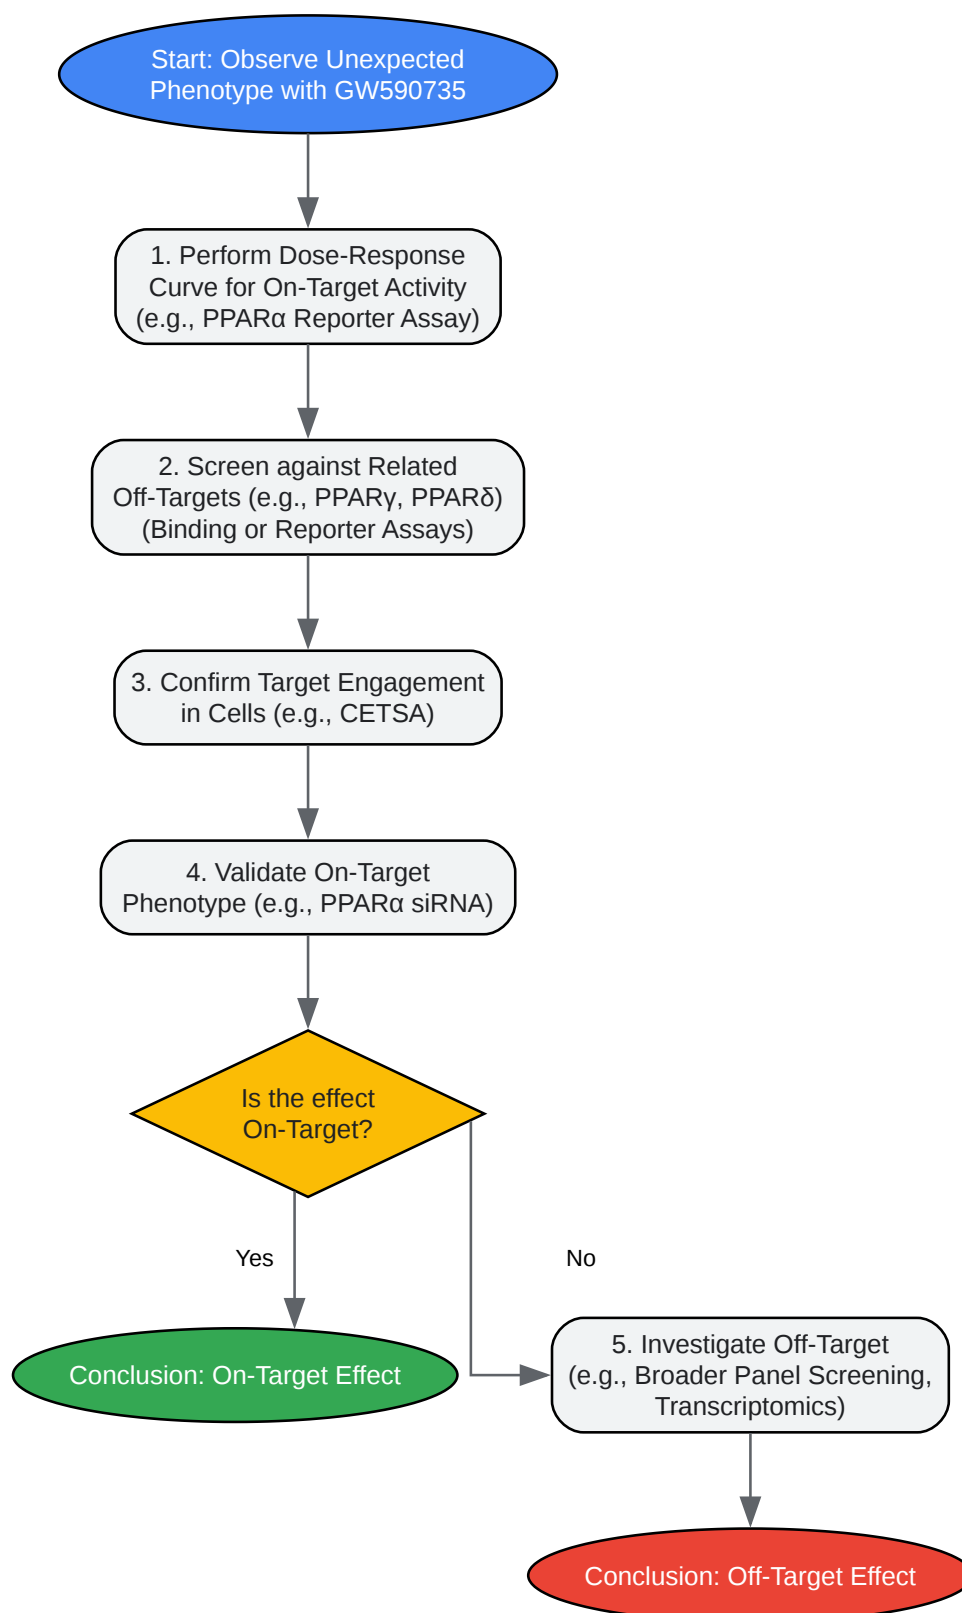 Start: Observe Unexpected
Phenotype with GW590735
1. Perform Dose-Response
Curve for On-Target Activity
(e.g., PPARα Reporter Assay)
2. Screen against Related
Off-Targets (e.g., PPARγ, PPARδ)
(Binding or Reporter Assays)
3. Confirm Target Engagement
in Cells (e.g., CETSA)
4. Validate On-Target
Phenotype (e.g., PPARα siRNA)
Is the effect
On-Target?
Yes
No
Conclusion: On-Target Effect
5. Investigate Off-Target
(e.g., Broader Panel Screening,
Transcriptomics)
Conclusion: Off-Target Effect